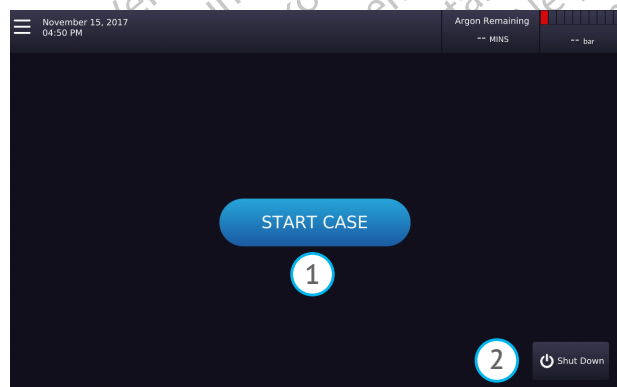 November 15, 2017
04:50 PM
Argon Remaining
-- MINS
-- bar
START CASE
1
2
Shut Down